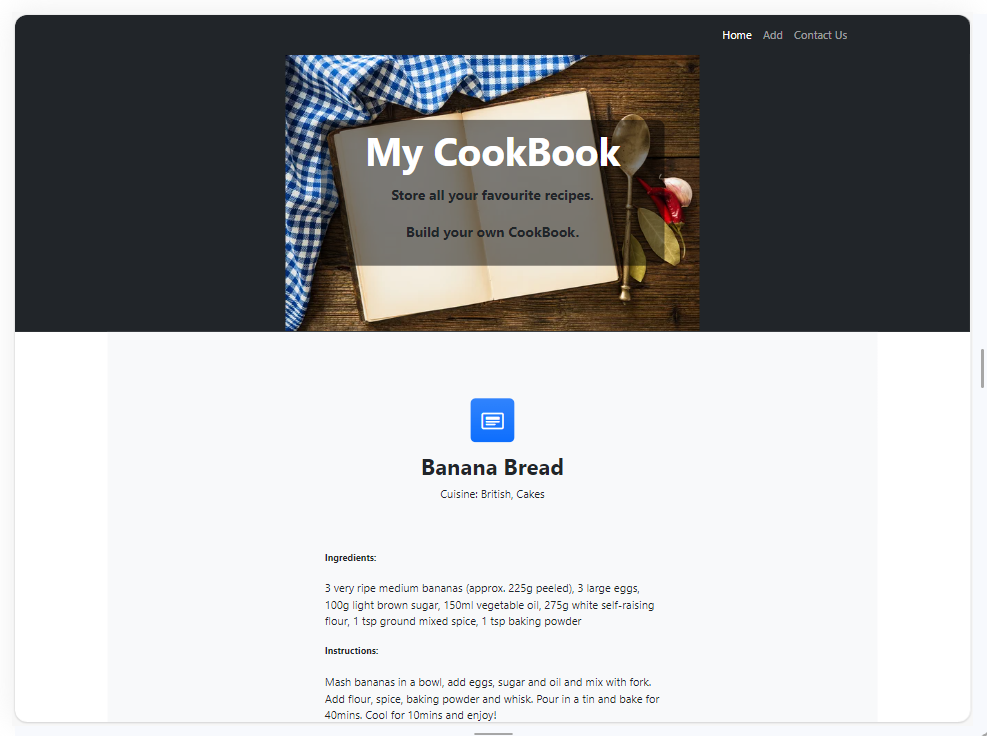 Home Add Contact Us
My CookBook
Store all your favourite recipes.
Build your own CookBook.
Banana Bread
Cuisine: British, Cakes
Ingredients:
3 very ripe medium bananas (approx. 225g peeled), 3 large eggs,
100g light brown sugar, 150ml vegetable oil, 275g white self-raising
flour, 1 tsp ground mixed spice, 1 tsp baking powder
Instructions:
Mash bananas in a bowl, add eggs, sugar and oil and mix with fork.
Add flour, spice, baking powder and whisk. Pour in a tin and bake for
40mins. Cool for 10mins and enjoy!